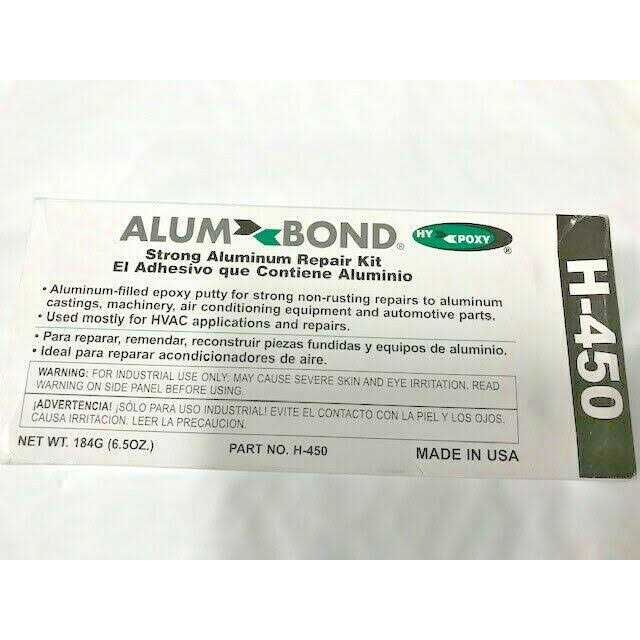 ALUM BOND®
HY POXY®
Strong Aluminum Repair Kit
El Adhesivo que Contiene Aluminio
• Aluminum-filled epoxy putty for strong non-rusting repairs to aluminum
castings, machinery, air conditioning equipment and automotive parts.
• Used mostly for HVAC applications and repairs.
• Para reparar, remendar, reconstruir piezas fundidas y equipos de aluminio.
• Ideal para reparar acondicionadores de aire.
WARNING: FOR INDUSTRIAL USE ONLY: MAY CAUSE SEVERE SKIN AND EYE IRRITATION. READ
WARNING ON SIDE PANEL BEFORE USING.
¡ADVERTENCIA! ¡SÓLO PARA USO INDUSTRIAL! EVITE EL CONTACTO CON LA PIEL Y LOS OJOS.
CAUSA IRRITACION. LEER LA PRECAUCION.
NET WT. 184G (6.5OZ.) PART NO. H-450 MADE IN USA
H-450